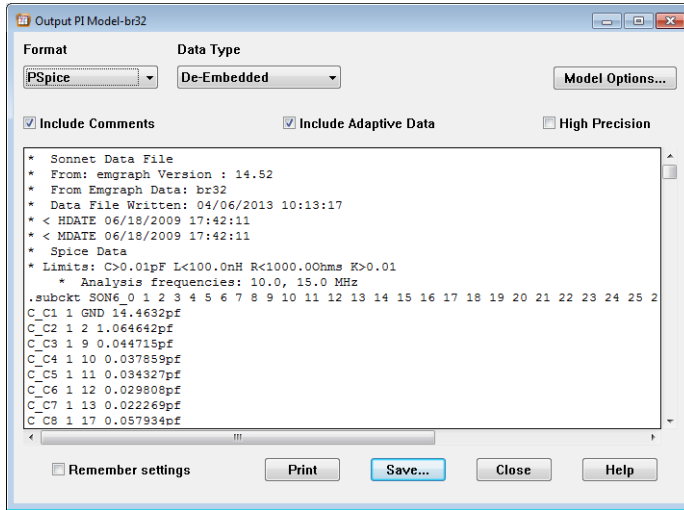 Output PI Model-br32
Format Data Type
PSpice De-Embedded Model Options...
Include Comments Include Adaptive Data High Precision
* Sonnet Data File
* From: emgraph Version : 14.52
* From Emgraph Data: br32
* Data File Written: 04/06/2013 10:13:17
* < HDATE 06/18/2009 17:42:11
* < MDATE 06/18/2009 17:42:11
* Spice Data
* Limits: C>0.01pF L<100.0nH R<1000.0Ohms K>0.01
* Analysis frequencies: 10.0, 15.0 MHz
.subckt SON6_0 1 2 3 4 5 6 7 8 9 10 11 12 13 14 15 16 17 18 19 20 21 22 23 24 25 2
C_C1 1 GND 14.4632pf
C_C2 1 2 1.064642pf
C_C3 1 9 0.044715pf
C_C4 1 10 0.037859pf
C_C5 1 11 0.034327pf
C_C6 1 12 0.029808pf
C_C7 1 13 0.022269pf
C_C8 1 17 0.057934pf
Remember settings Print Save... Close Help